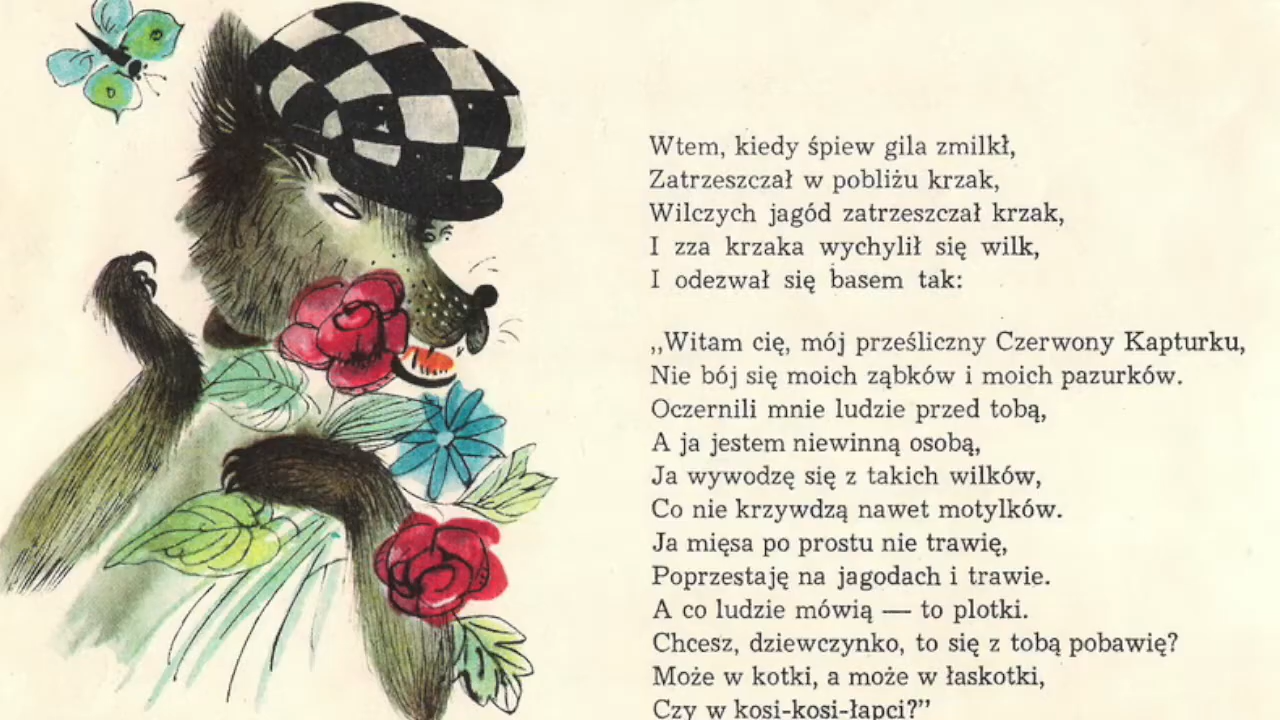 Wtem, kiedy śpiew gila zmilkł,
Zatrzeszczał w pobliżu krzak,
Wilczych jagód zatrzeszczał krzak,
I zza krzaka wychylił się wilk,
I odezwał się basem tak:
„Witam cię, mój prześliczny Czerwony Kapturku,
Nie bój się moich ząbków i moich pazurków.
Oczernili mnie ludzie przed tobą,
A ja jestem niewinną osobą,
Ja wywodzę się z takich wilków,
Co nie krzywdzą nawet motylków.
Ja mięsa po prostu nie trawię,
Poprzestaję na jagodach i trawie.
A co ludzie mówią — to plotki.
Chcesz, dziewczynko, to się z tobą pobawię?
Może w kotki, a może w łaskotki,
Czy w kosi-kosi-łapci?”